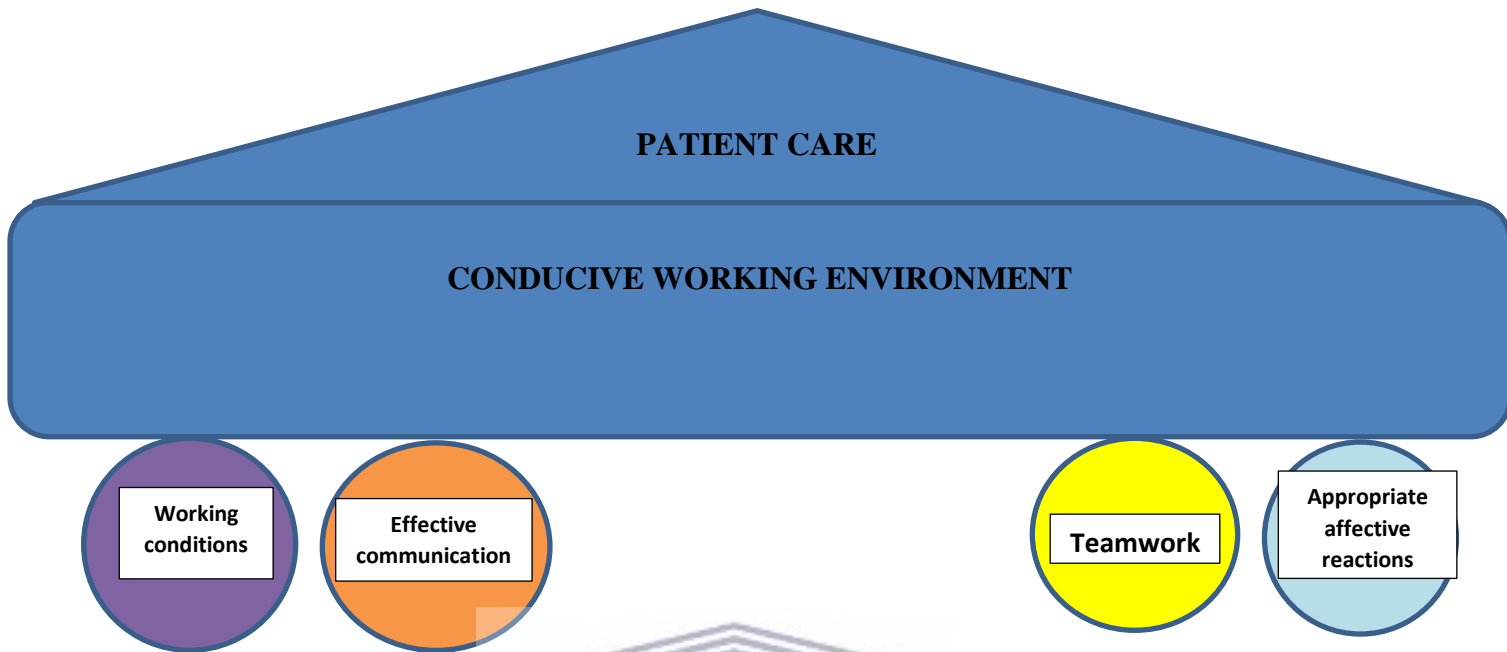 PATIENT CARE
CONDUCIVE WORKING ENVIRONMENT
Working
conditions
Effective
communication
Teamwork
Appropriate
affective
reactions